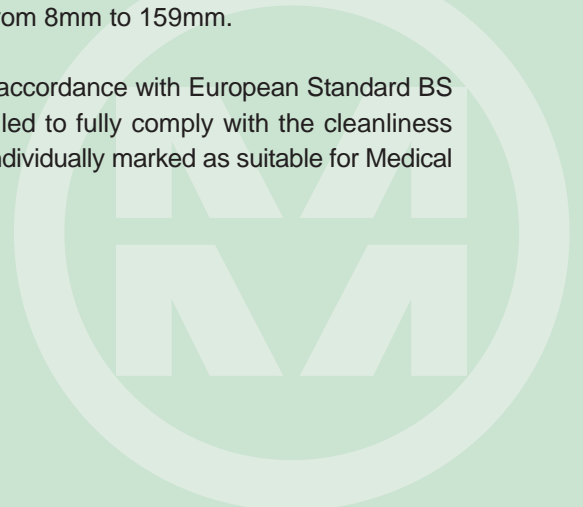 om 8mm to 159mm.
accordance with European Standard BS
led to fully comply with the cleanliness
ndividually marked as suitable for Medical